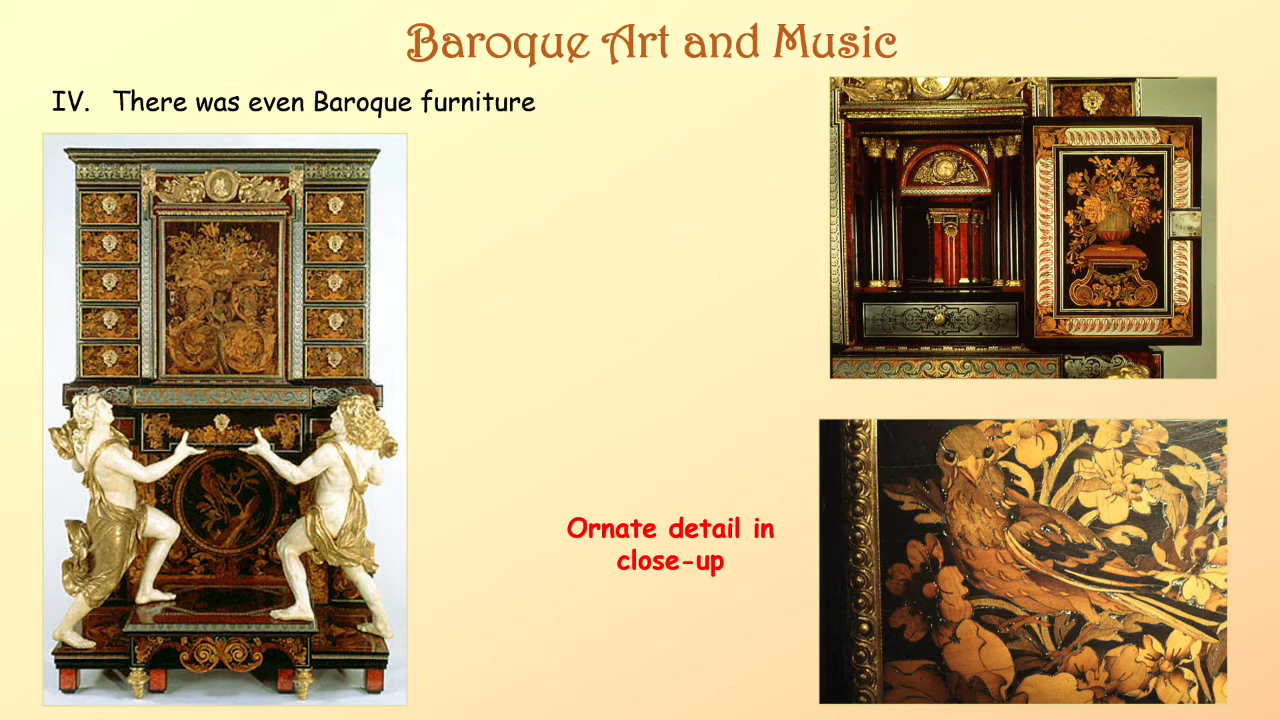 Baroque Art and Music
IV. There was even Baroque furniture
Ornate detail in
close-up